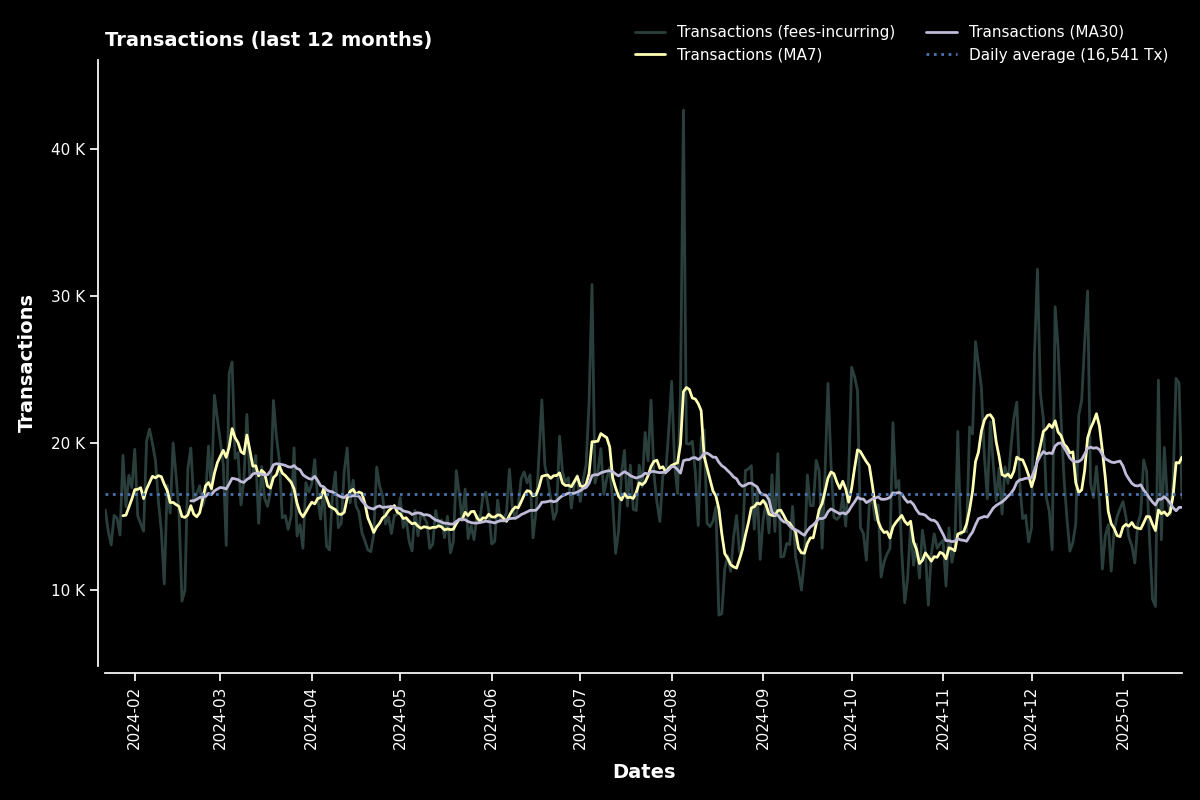 Transactions (last 12 months)
Transactions (fees-incurring)
Transactions (MA7)
Transactions (MA30)
Daily average (16,541 Tx)
Transactions
40 K
30 K
20 K
10 K
2024-02
2024-03
2024-04
2024-05
2024-06
2024-07
2024-08
2024-09
2024-10
2024-11
2024-12
2025-01
Dates